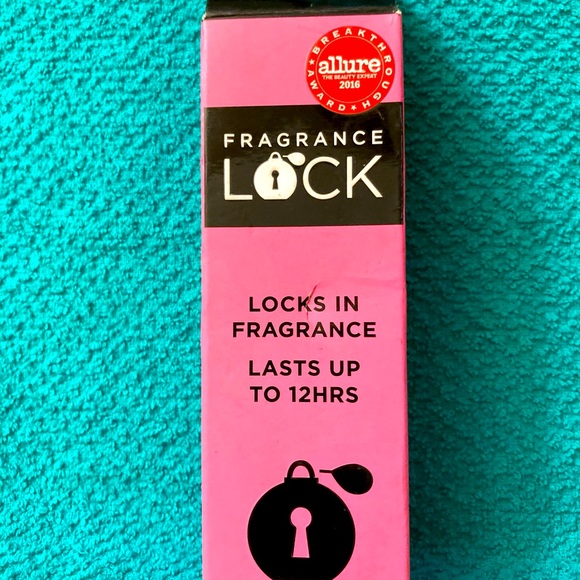 BREAKTHROUGH
allure
THE BEAUTY EXPERT
2016
AWARD
FRAGRANCE
LOCK
LOCKS IN
FRAGRANCE
LASTS UP
TO 12HRS